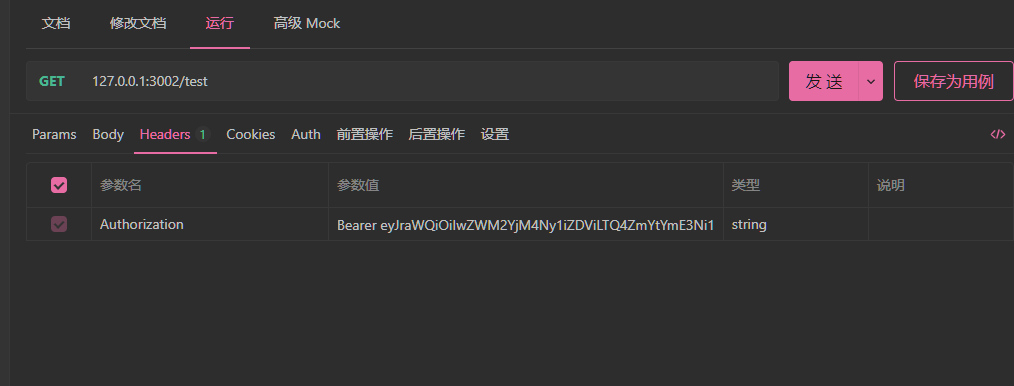 文档 修改文档 运行 高级 Mock
GET 127.0.0.1:3002/test 发 送 保存为用例
Params Body Headers 1 Cookies Auth 前置操作 后置操作 设置 </>
参数名 参数值 类型 说明
Authorization Bearer eyJraWQiOiIwZWM2YjM4Ny1iZDViLTQ4ZmYtYmE3Ni1 string